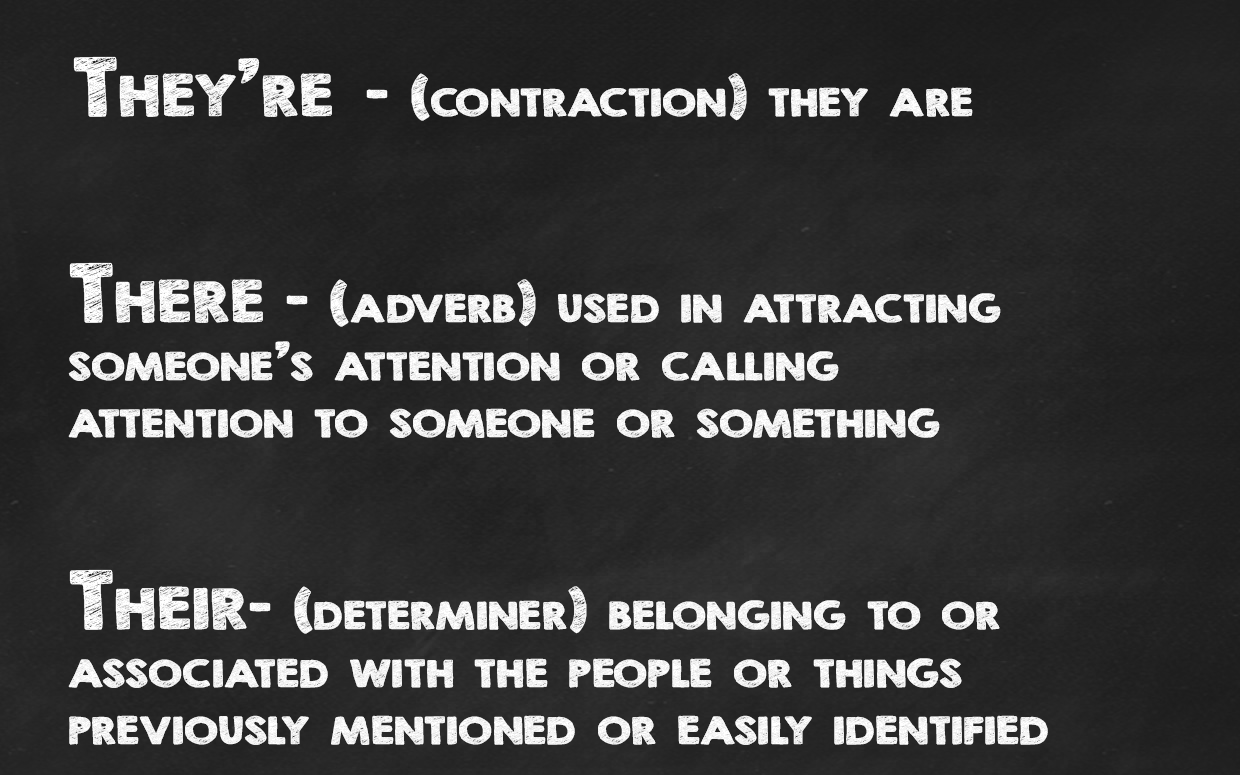 They're - (contraction) they are
There - (adverb) used in attracting
someone's attention or calling
attention to someone or something
Their- (determiner) belonging to or
associated with the people or things
previously mentioned or easily identified